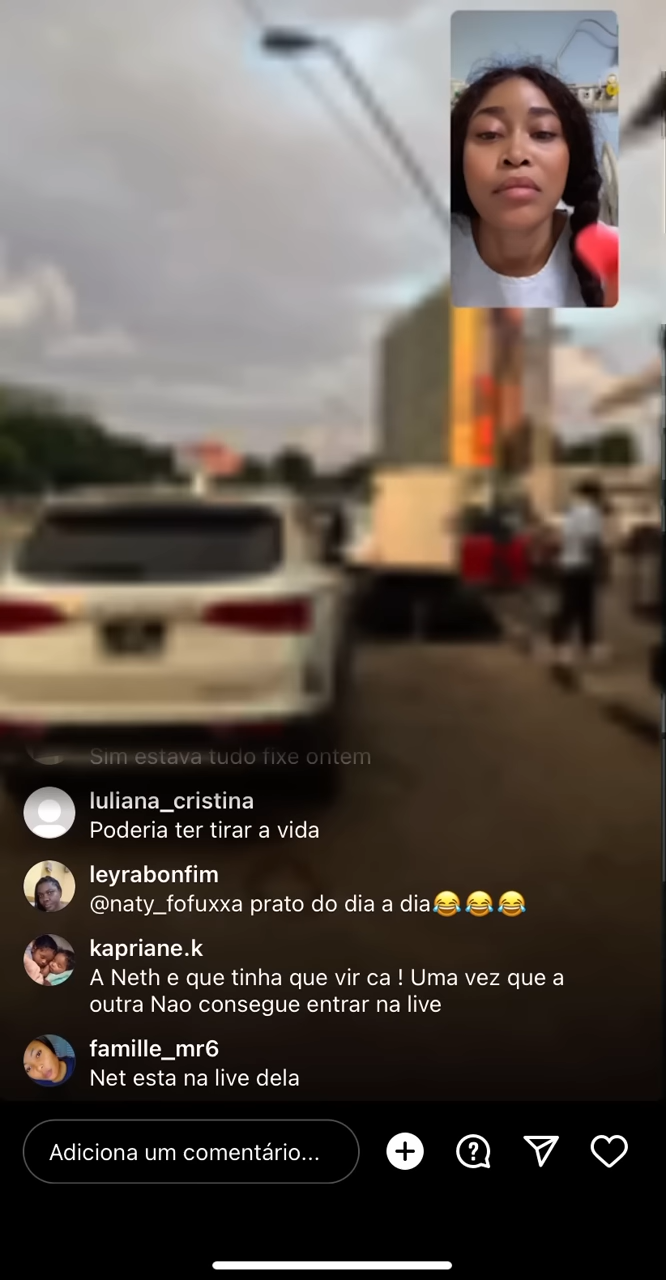 Sim estava tudo fixe ontem
luliana_cristina
Poderia ter tirar a vida
leyrabonfim
@naty_fofuxxa prato do dia a dia😂😂😂
kapriane.k
A Neth e que tinha que vir ca ! Uma vez que a
outra Nao consegue entrar na live
famille_mr6
Net esta na live dela
Adiciona um comentário...